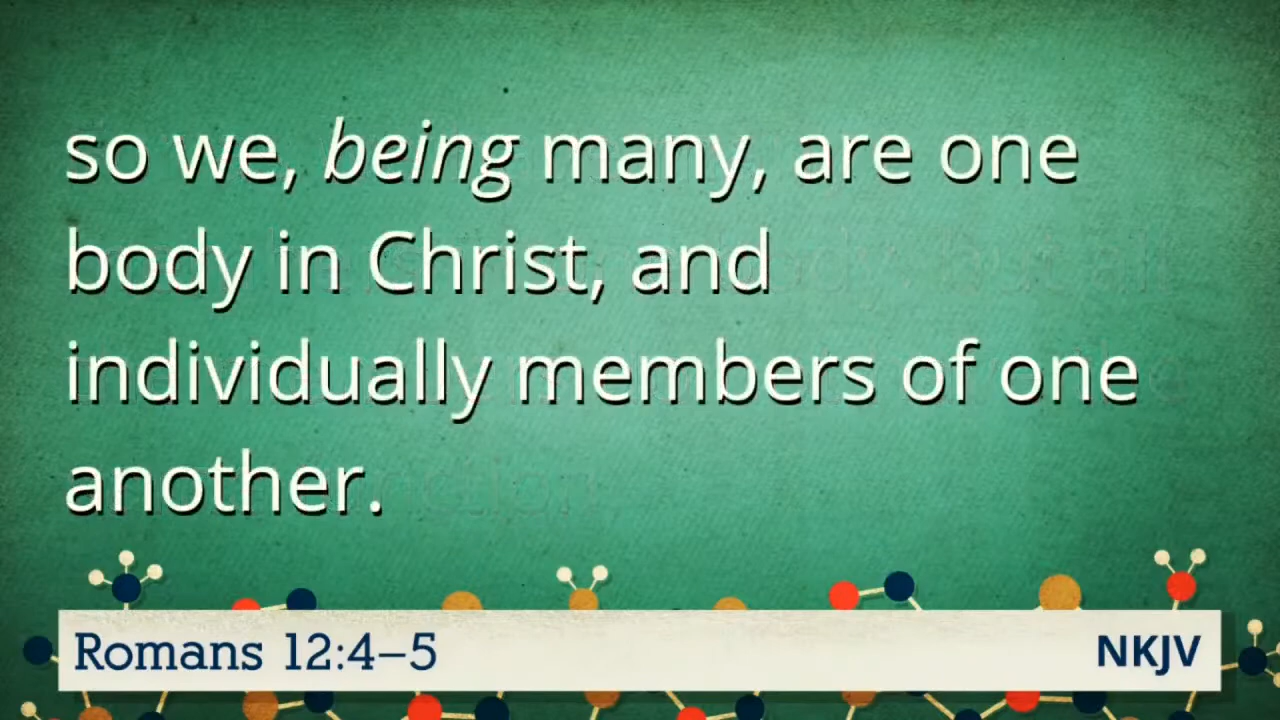 so we, being many, are one
body in Christ, and
individually members of one
another.
Romans 12:4–5
NKJV